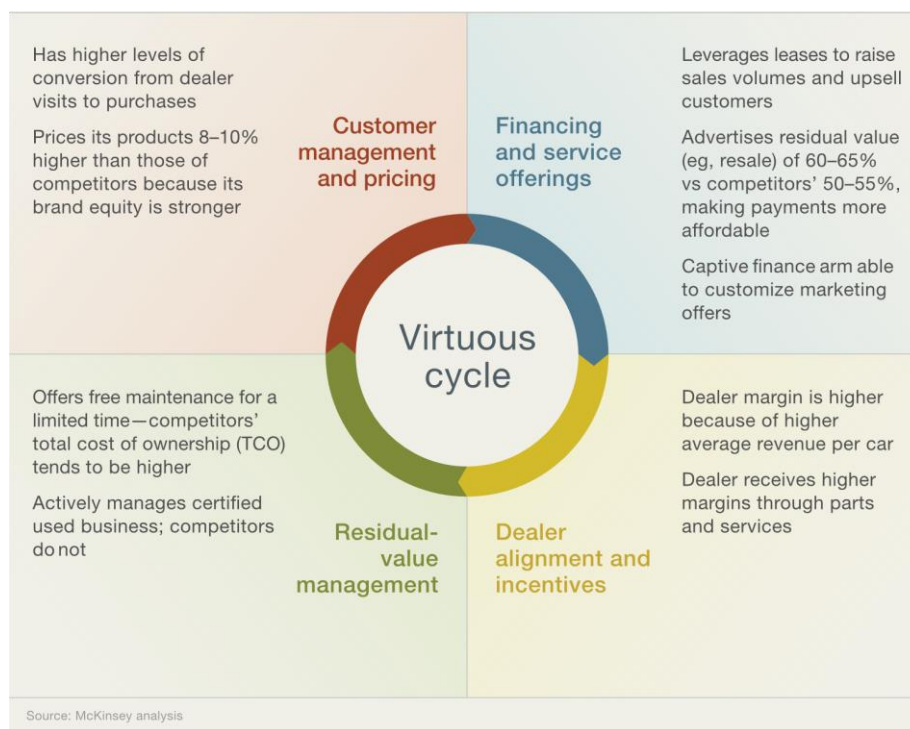 Has higher levels of
conversion from dealer
visits to purchases
Prices its products 8–10%
higher than those of
competitors because its
brand equity is stronger
Customer
management
and pricing
Financing
and service
offerings
Leverages leases to raise
sales volumes and upsell
customers
Advertises residual value
(eg, resale) of 60–65%
vs competitors’ 50–55%,
making payments more
affordable
Captive finance arm able
to customize marketing
offers
Virtuous
cycle
Offers free maintenance for a
limited time—competitors’
total cost of ownership (TCO)
tends to be higher
Actively manages certified
used business; competitors
do not
Residual-
value
management
Dealer
alignment and
incentives
Dealer margin is higher
because of higher
average revenue per car
Dealer receives higher
margins through parts
and services
Source: McKinsey analysis